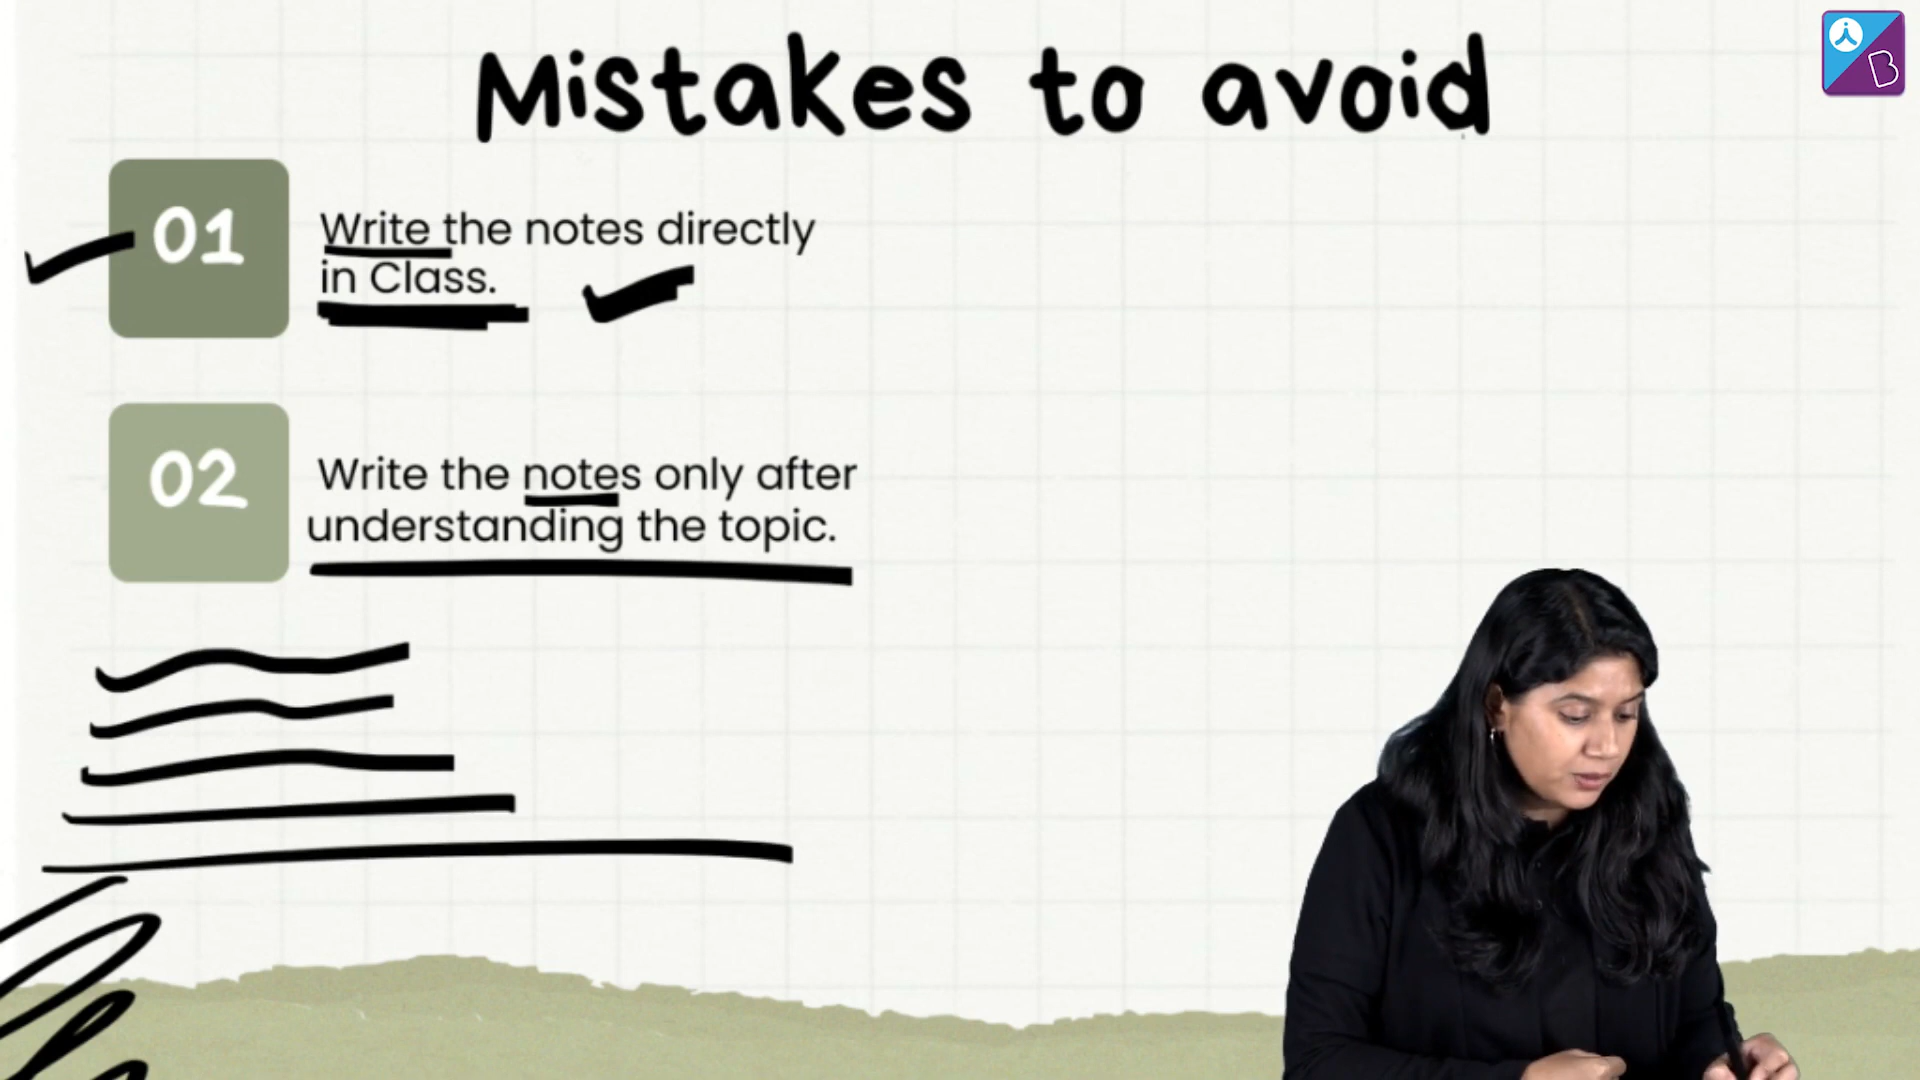 Mistakes to avoid
01
Write the notes directly
in Class.
02
Write the notes only after
understanding the topic.
B